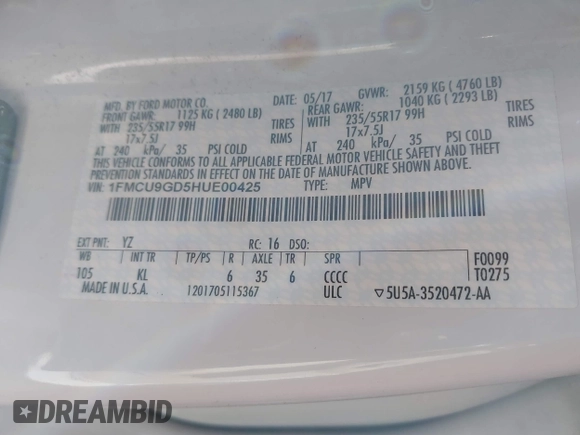 MFD. BY FORD MOTOR CO. DATE: 05/17 GVWR: 2159 KG ( 4760 LB)
FRONT GAWR: 1125 KG ( 2480 LB) REAR GAWR: 1040 KG ( 2293 LB)
WITH 235/55R17 99H TIRES WITH 235/55R17 99H TIRES
17x7.5J RIMS 17x7.5J RIMS
AT 240 kPa/ 35 PSI COLD AT 240 kPa/ 35 PSI COLD
THIS VEHICLE CONFORMS TO ALL APPLICABLE FEDERAL MOTOR VEHICLE SAFETY AND THEFT
PREVENTION STANDARDS IN EFFECT ON THE DATE OF MANUFACTURE SHOWN ABOVE.
VIN: 1FMCU9GD5HUE00425 TYPE: MPV
EXT PNT: YZ RC: 16 DSO:
WB INT TR TP/PS R AXLE TR SPR F0099
105 KL 6 35 6 CCCC T0275
MADE IN U.S.A. 1201705115367 ULC ▽5U5A-3520472-AA
DREAMBID